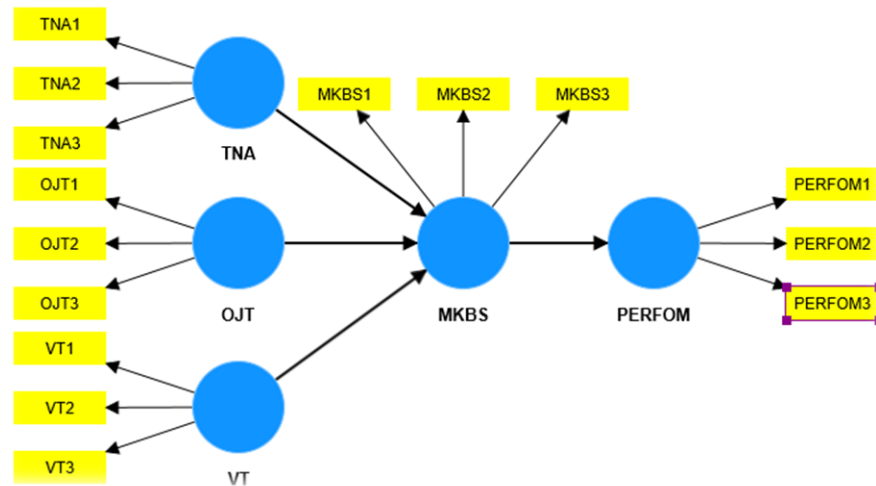 TNA1
TNA2
TNA3
TNA
MKBS1
MKBS2
MKBS3
OJT1
OJT2
OJT3
OJT
MKBS
PERFOM
PERFOM1
PERFOM2
PERFOM3
VT1
VT2
VT3
VT